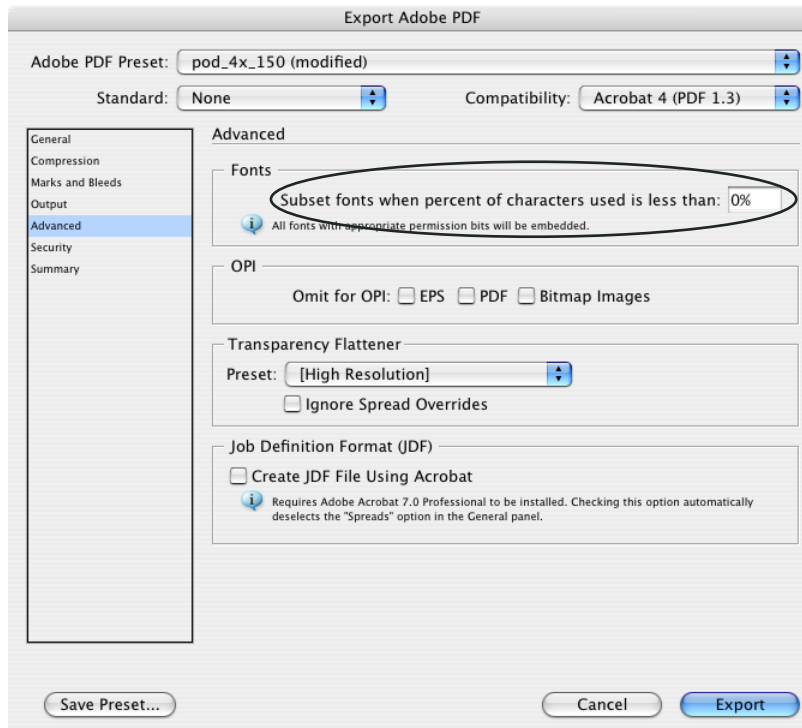 Export Adobe PDF
Adobe PDF Preset: pod_4x_150 (modified)
Standard: None Compatibility: Acrobat 4 (PDF 1.3)
General
Compression
Marks and Bleeds
Output
Advanced
Security
Summary
Advanced
Fonts
Subset fonts when percent of characters used is less than: 0%
All fonts with appropriate permission bits will be embedded.
OPI
Omit for OPI: EPS PDF Bitmap Images
Transparency Flattener
Preset: [High Resolution]
Ignore Spread Overrides
Job Definition Format (JDF)
Create JDF File Using Acrobat
Requires Adobe Acrobat 7.0 Professional to be installed. Checking this option automatically
deselects the "Spreads" option in the General panel.
Save Preset... Cancel Export